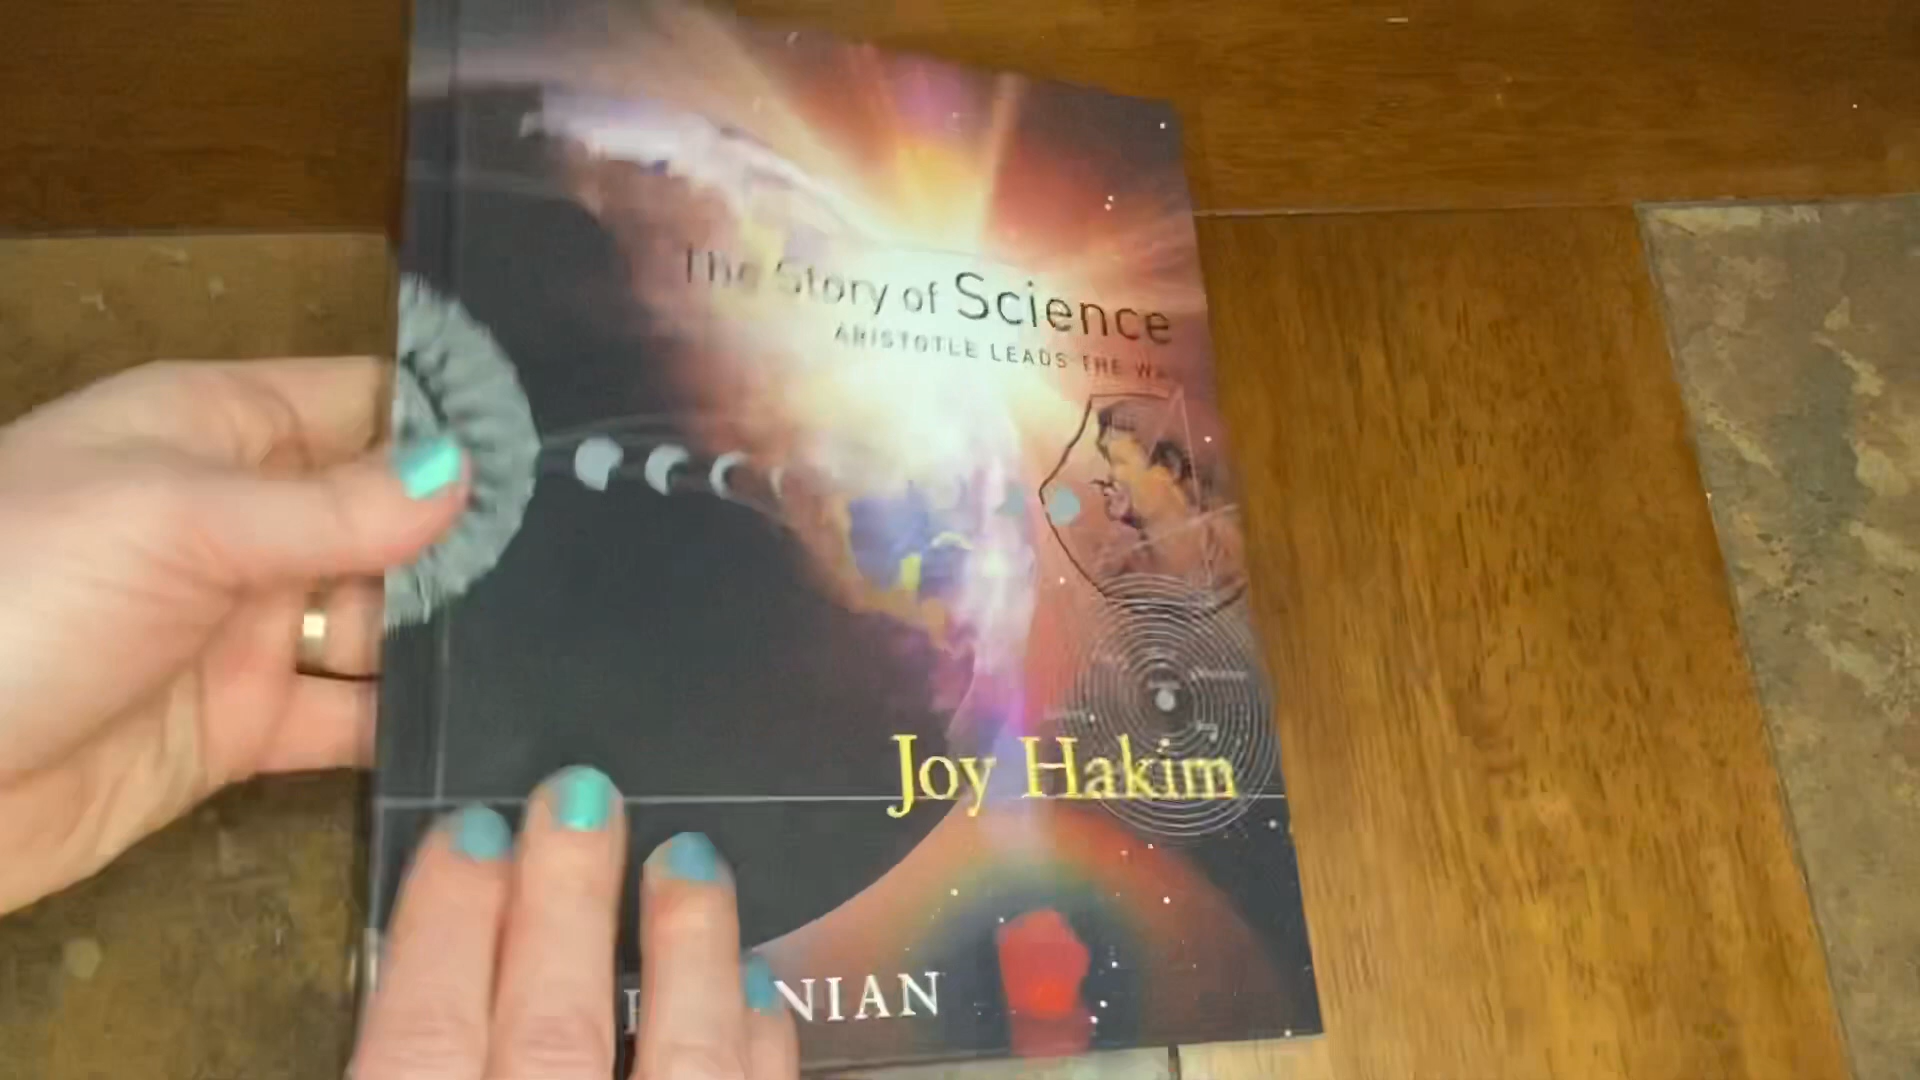 The Story of Science
ARISTOTLE LEADS THE WA
Joy Hakim
NIAN